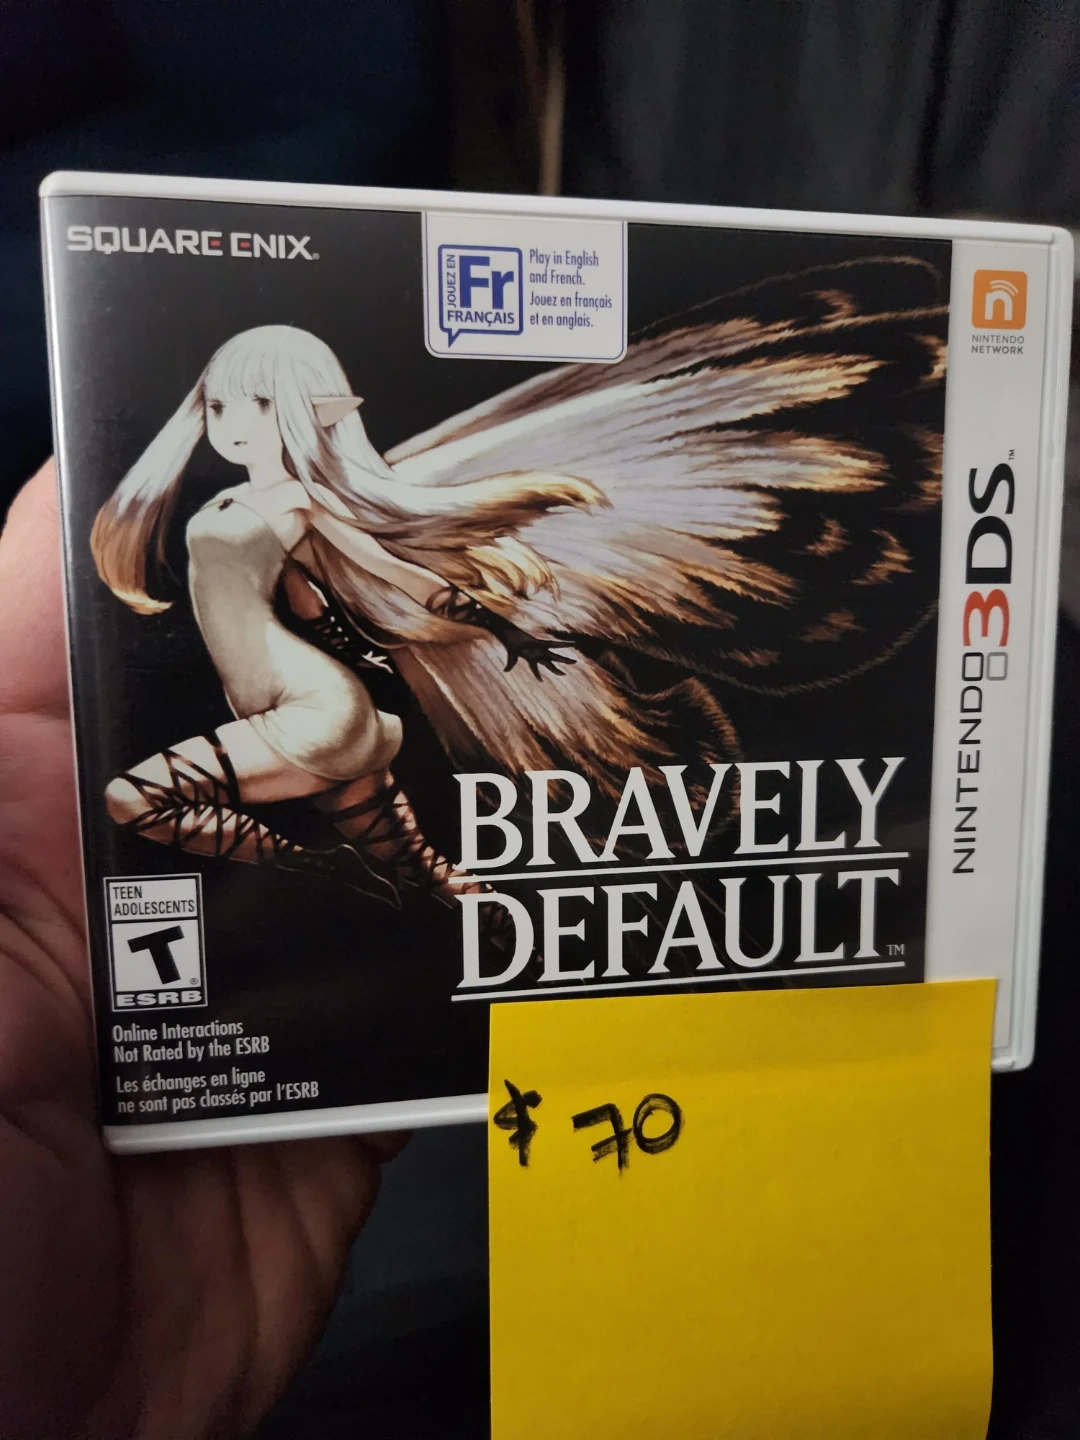 SQUARE ENIX®
JOUEZ EN
Fr
FRANÇAIS
Play in English
and French.
Jouez en français
et en anglais.
NINTENDO
NETWORK
NINTENDO 3DS™
BRAVELY
DEFAULT™
TEEN
ADOLESCENTS
T®
ESRB
Online Interactions
Not Rated by the ESRB
Les échanges en ligne
ne sont pas classés par l'ESRB
$ 70